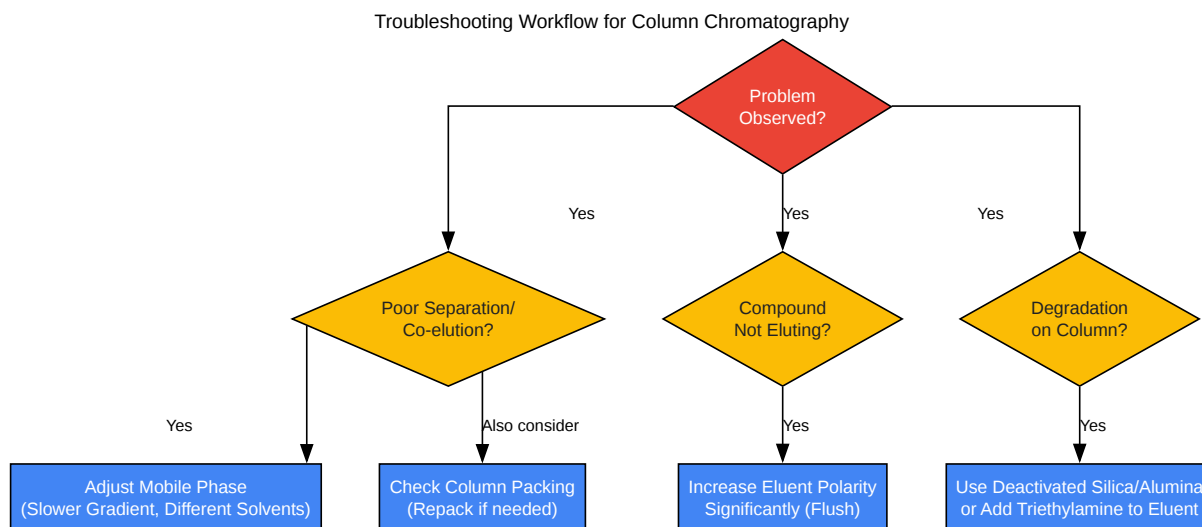 Troubleshooting Workflow for Column Chromatography
Problem
Observed?
Yes
Yes
Yes
Poor Separation/
Co-elution?
Compound
Not Eluting?
Degradation
on Column?
Yes
Also consider
Yes
Yes
Adjust Mobile Phase
(Slower Gradient, Different Solvents)
Check Column Packing
(Repack if needed)
Increase Eluent Polarity
Significantly (Flush)
Use Deactivated Silica/Alumina
or Add Triethylamine to Eluent